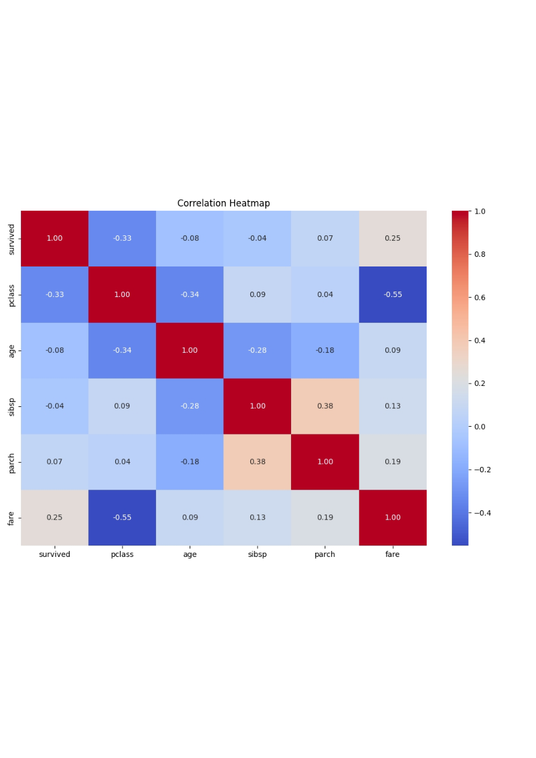 Correlation Heatmap
survived 1.00 -0.33 -0.08 -0.04 0.07 0.25
pclass -0.33 1.00 -0.34 0.09 0.04 -0.55
age -0.08 -0.34 1.00 -0.28 -0.18 0.09
sibsp -0.04 0.09 -0.28 1.00 0.38 0.13
parch 0.07 0.04 -0.18 0.38 1.00 0.19
fare 0.25 -0.55 0.09 0.13 0.19 1.00
survived pclass age sibsp parch fare
1.0
0.8
0.6
0.4
0.2
0.0
−0.2
−0.4